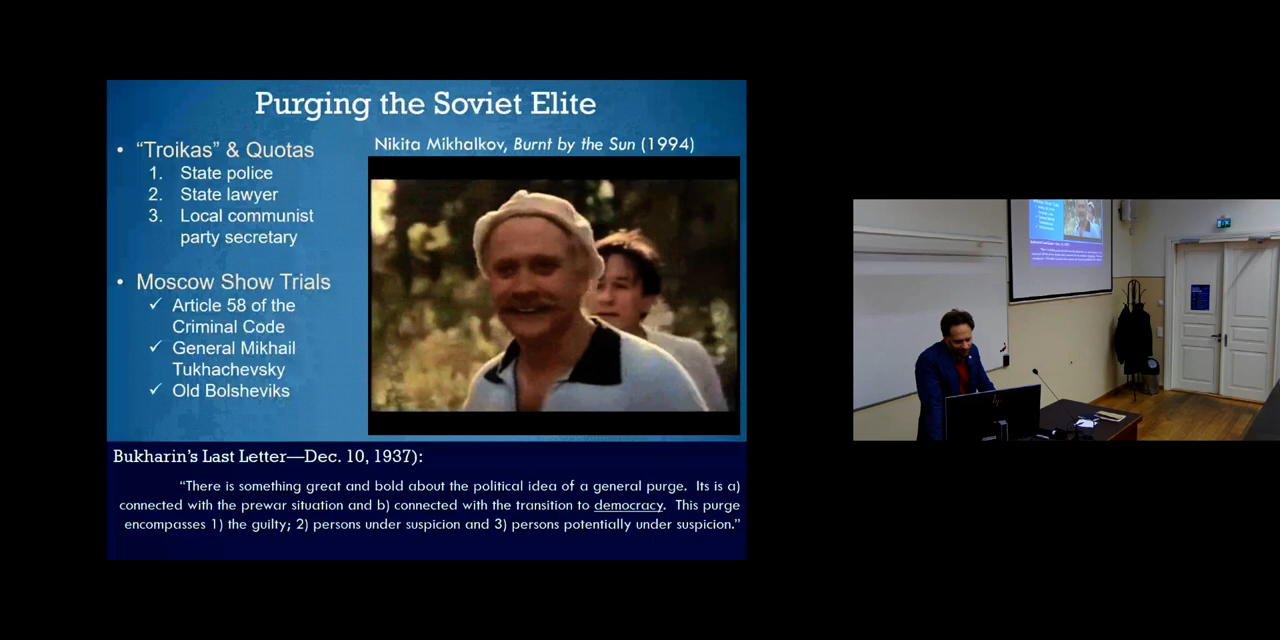 Purging the Soviet Elite
• “Troikas” & Quotas
1. State police
2. State lawyer
3. Local communist
party secretary
• Moscow Show Trials
✓ Article 58 of the
Criminal Code
✓ General Mikhail
Tukhachevsky
✓ Old Bolsheviks
Nikita Mikhalkov, Burnt by the Sun (1994)
Bukharin’s Last Letter—Dec. 10, 1937):
“There is something great and bold about the political idea of a general purge. Its is a)
connected with the prewar situation and b) connected with the transition to democracy. This purge
encompasses 1) the guilty; 2) persons under suspicion and 3) persons potentially under suspicion.”